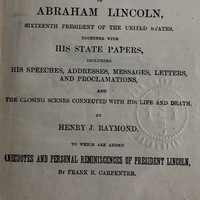 OF
ABRAHAM LINCOLN,
SIXTEENTH PRESIDENT OF THE UNITED STATES.
TOGETHER WITH
HIS STATE PAPERS,
INCLUDING
HIS SPEECHES, ADDRESSES, MESSAGES, LETTERS,
AND PROCLAMATIONS,
AND
THE CLOSING SCENES CONNECTED WITH HIS LIFE AND DEATH.
BY
HENRY J. RAYMOND.
TO WHICH ARE ADDED
ANECDOTES AND PERSONAL REMINISCENCES OF PRESIDENT LINCOLN,
BY FRANK B. CARPENTER.